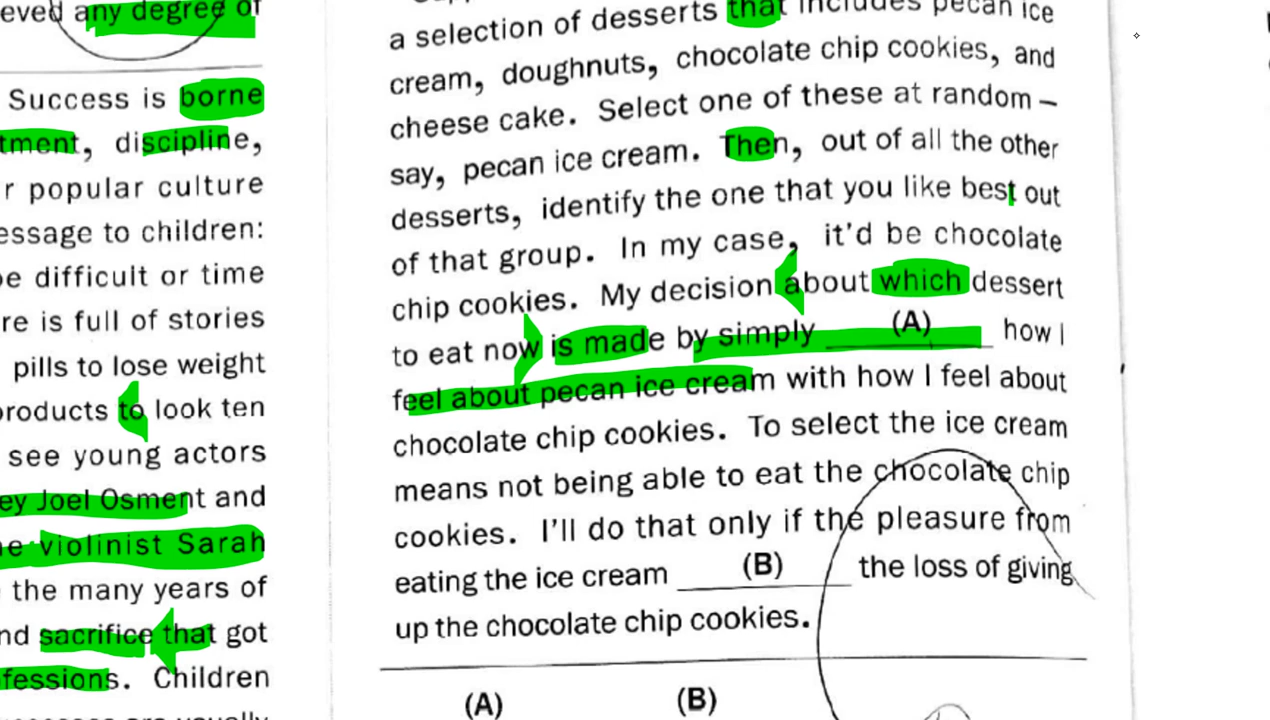 eved any degree of
Success is borne
tment, discipline,
r popular culture
essage to children:
be difficult or time
re is full of stories
pills to lose weight
products to look ten
see young actors
ey Joel Osment and
e violinist Sarah
the many years of
nd sacrifice that got
fessions. Children
a selection of desserts that includes pecan ice
cream, doughnuts, chocolate chip cookies, and
cheese cake. Select one of these at random –
say, pecan ice cream. Then, out of all the other
desserts, identify the one that you like best out
of that group. In my case, it'd be chocolate
chip cookies. My decision about which dessert
to eat now is made by simply (A) how I
feel about pecan ice cream with how I feel about
chocolate chip cookies. To select the ice cream
means not being able to eat the chocolate chip
cookies. I'll do that only if the pleasure from
eating the ice cream (B) the loss of giving
up the chocolate chip cookies.
(A) (B)